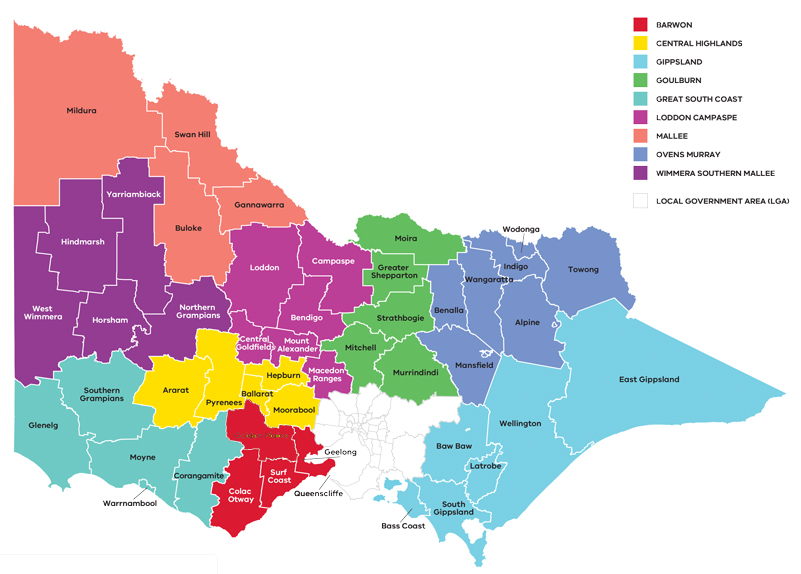 BARWON
CENTRAL HIGHLANDS
GIPPSLAND
GOULBURN
GREAT SOUTH COAST
LODDON CAMPASPE
MALLEE
OVENS MURRAY
WIMMERA SOUTHERN MALLEE
LOCAL GOVERNMENT AREA (LGA)
Mildura
Swan Hill
Yarriambiack
Gannawarra
Buloke
Hindmarsh
Moira
Wodonga
Loddon
Campaspe
Greater
Shepparton
Wangaratta
Indigo
Towong
West
Wimmera
Horsham
Northern
Grampians
Bendigo
Strathbogie
Benalla
Alpine
Central
Goldfields
Mount
Alexander
Mitchell
Murrindindi
Mansfield
Macedon
Ranges
Hepburn
East Gippsland
Southern
Grampians
Ararat
Pyrenees
Ballarat
Moorabool
Glenelg
Wellington
Moyne
Corangamite
Geelong
Baw Baw
Latrobe
Warrnambool
Colac
Otway
Surf
Coast
Queenscliffe
Bass Coast
South
Gippsland